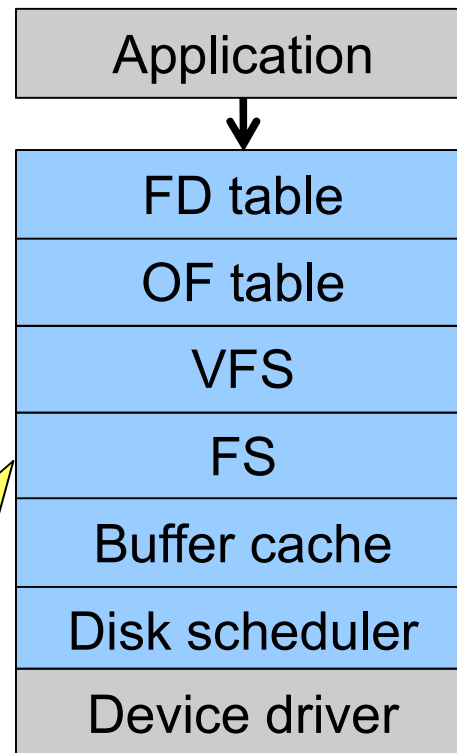 Application
FD table
OF table
VFS
FS
Buffer cache
Disk scheduler
Device driver